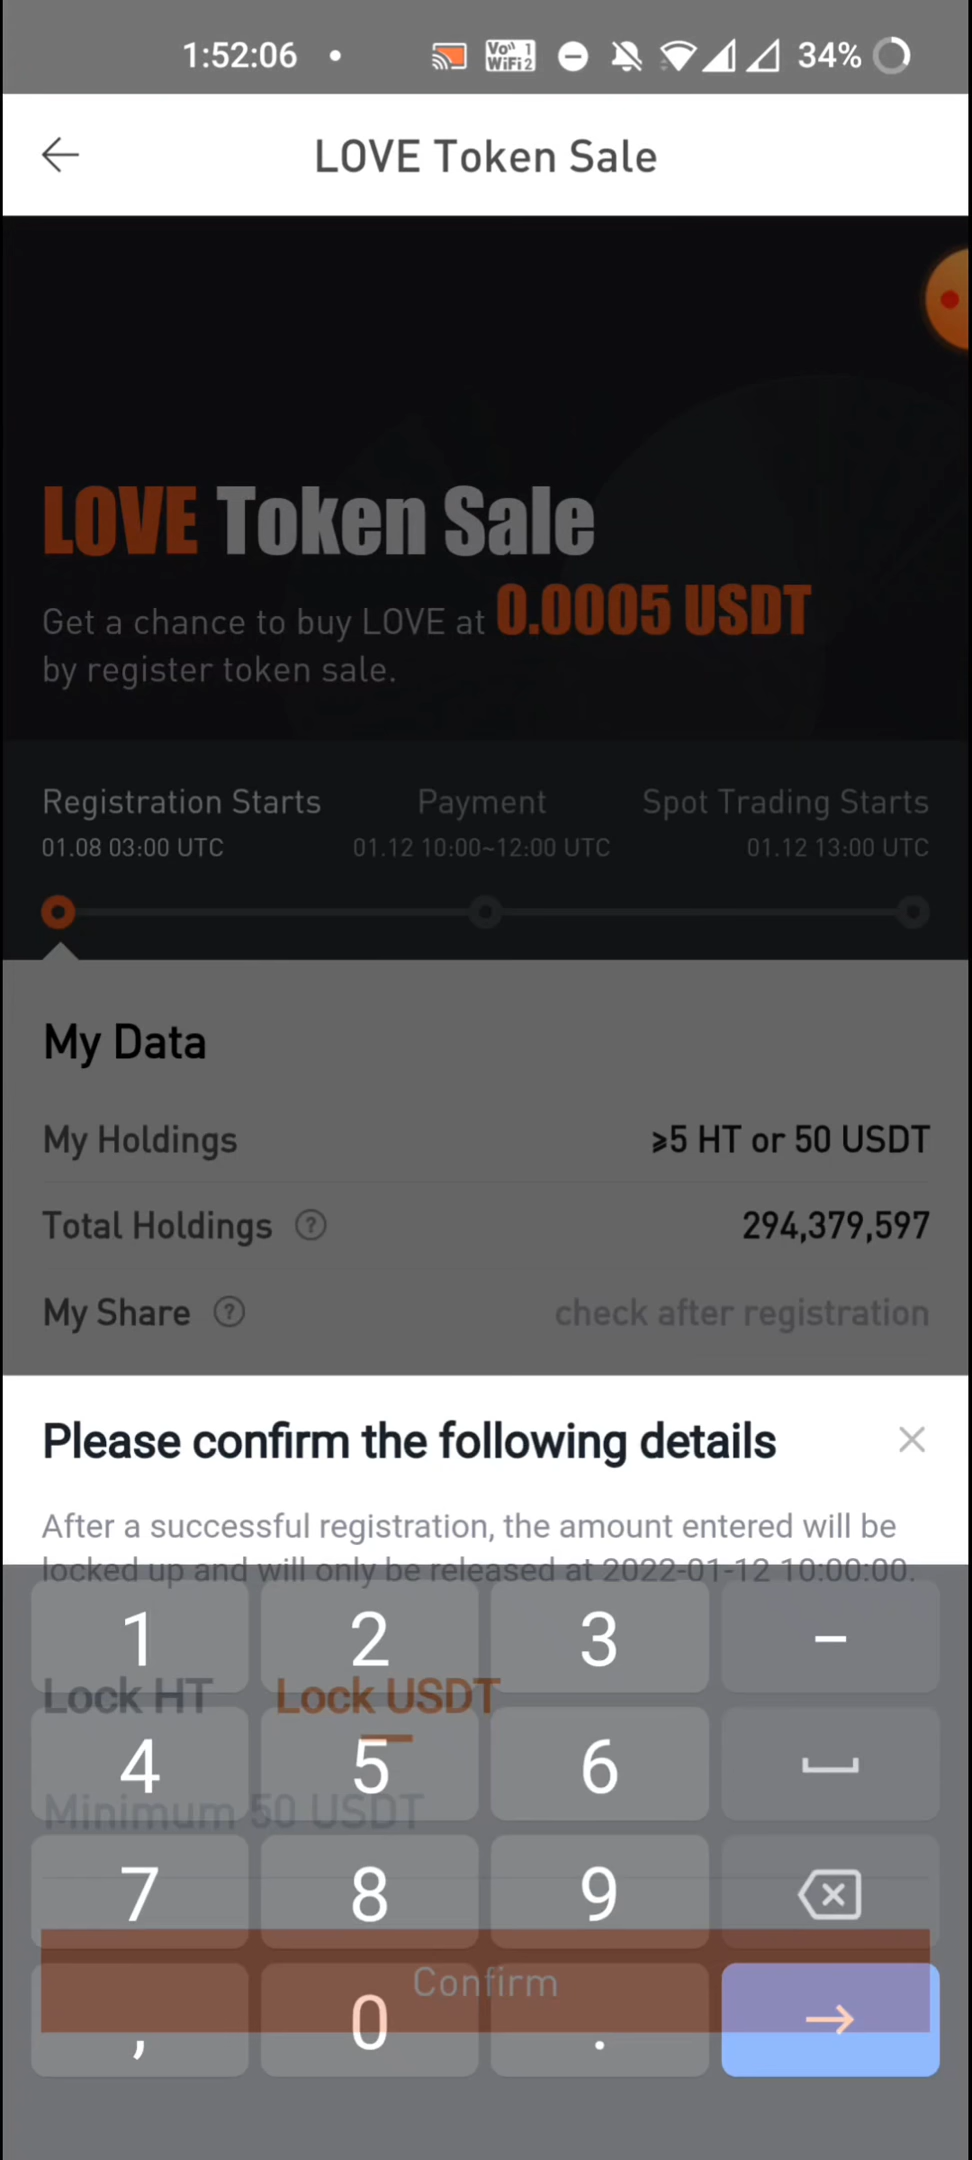 1:52:06 • Vo 1 WiFi 2 34%
LOVE Token Sale
LOVE Token Sale
Get a chance to buy LOVE at 0.0005 USDT
by register token sale.
Registration Starts Payment Spot Trading Starts
01.08 03:00 UTC 01.12 10:00~12:00 UTC 01.12 13:00 UTC
My Data
My Holdings ⩾5 HT or 50 USDT
Total Holdings ? 294,379,597
My Share ? check after registration
Please confirm the following details
After a successful registration, the amount entered will be
locked up and will only be released at 2022-01-12 10:00:00.
1 2 3 –
Lock HT Lock USDT
4 5 6
Minimum 50 USDT
7 8 9
Confirm
, 0 .